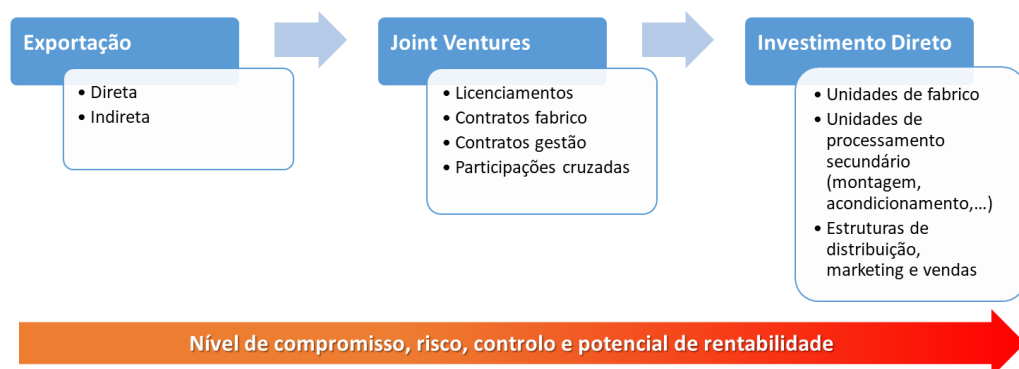 Exportação
• Direta
• Indireta
Joint Ventures
• Licenciamentos
• Contratos fabrico
• Contratos gestão
• Participações cruzadas
Investimento Direto
• Unidades de fabrico
• Unidades de
processamento
secundário
(montagem,
acondicionamento,...)
• Estruturas de
distribuição,
marketing e vendas
Nível de compromisso, risco, controlo e potencial de rentabilidade